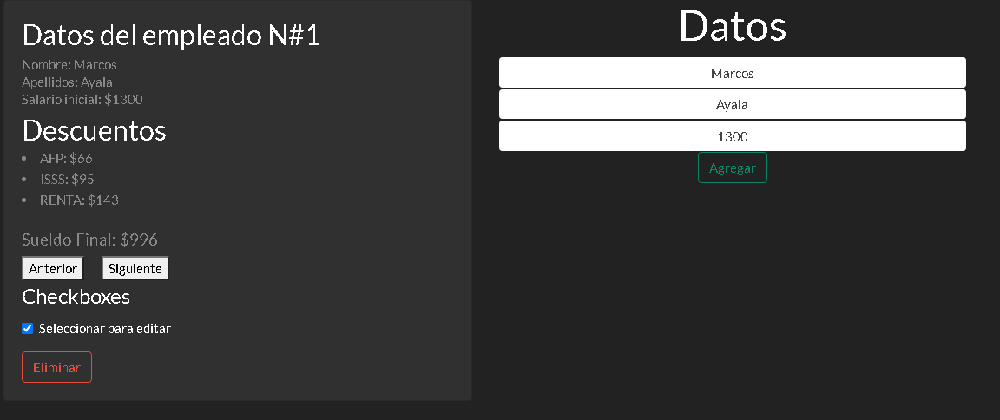 Datos del empleado N#1
Nombre: Marcos
Apellidos: Ayala
Salario inicial: $1300
Descuentos
AFP: $66
ISSS: $95
RENTA: $143
Sueldo Final: $996
Anterior Siguiente
Checkboxes
Seleccionar para editar
Eliminar
Datos
Marcos
Ayala
1300
Agregar